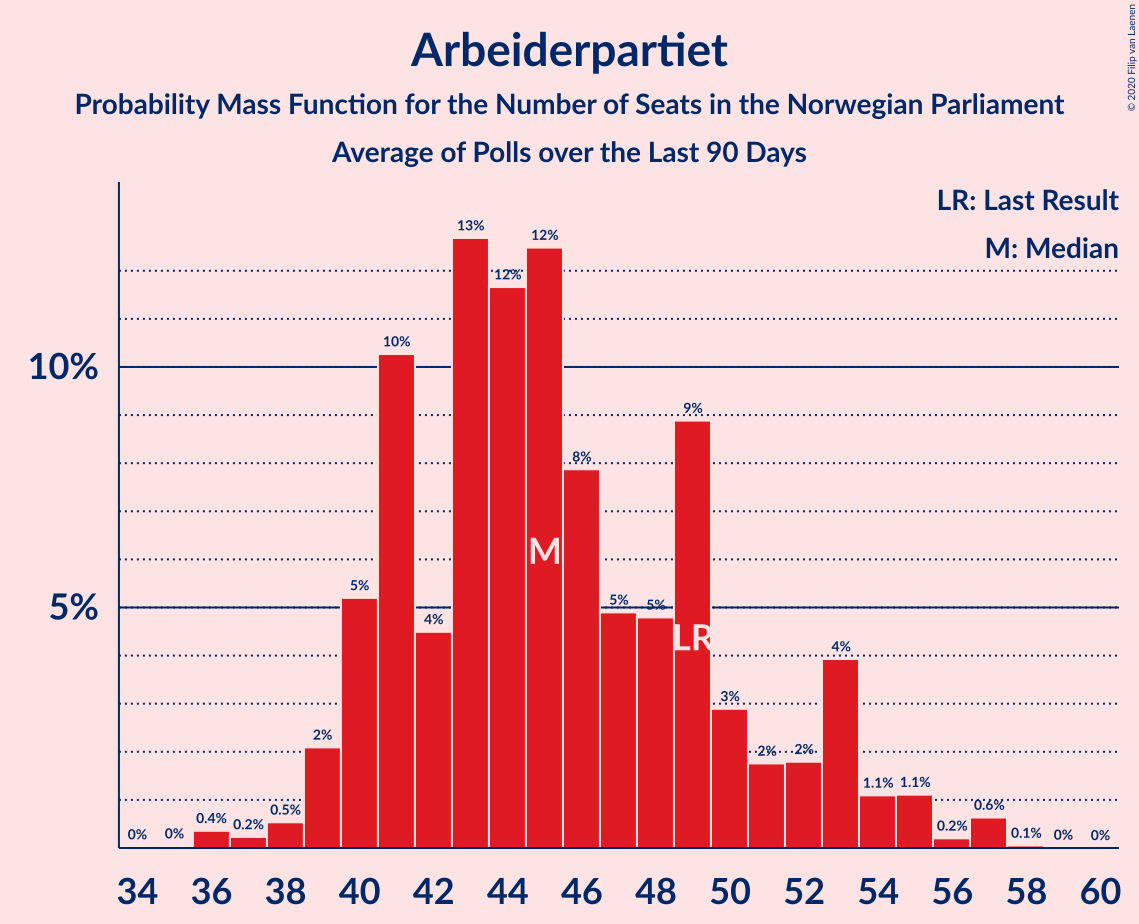 Arbeiderpartiet
Probability Mass Function for the Number of Seats in the Norwegian Parliament
Average of Polls over the Last 90 Days
© 2020 Filip van Laenen
LR: Last Result
M: Median
10%
5%
0% 0% 0.4% 0.2% 0.5% 2% 5% 10% 4% 13% 12% 12% 8% 5% 5% 9% 3% 2% 2% 4% 1.1% 1.1% 0.2% 0.6% 0.1% 0% 0%
M
LR
34 36 38 40 42 44 46 48 50 52 54 56 58 60